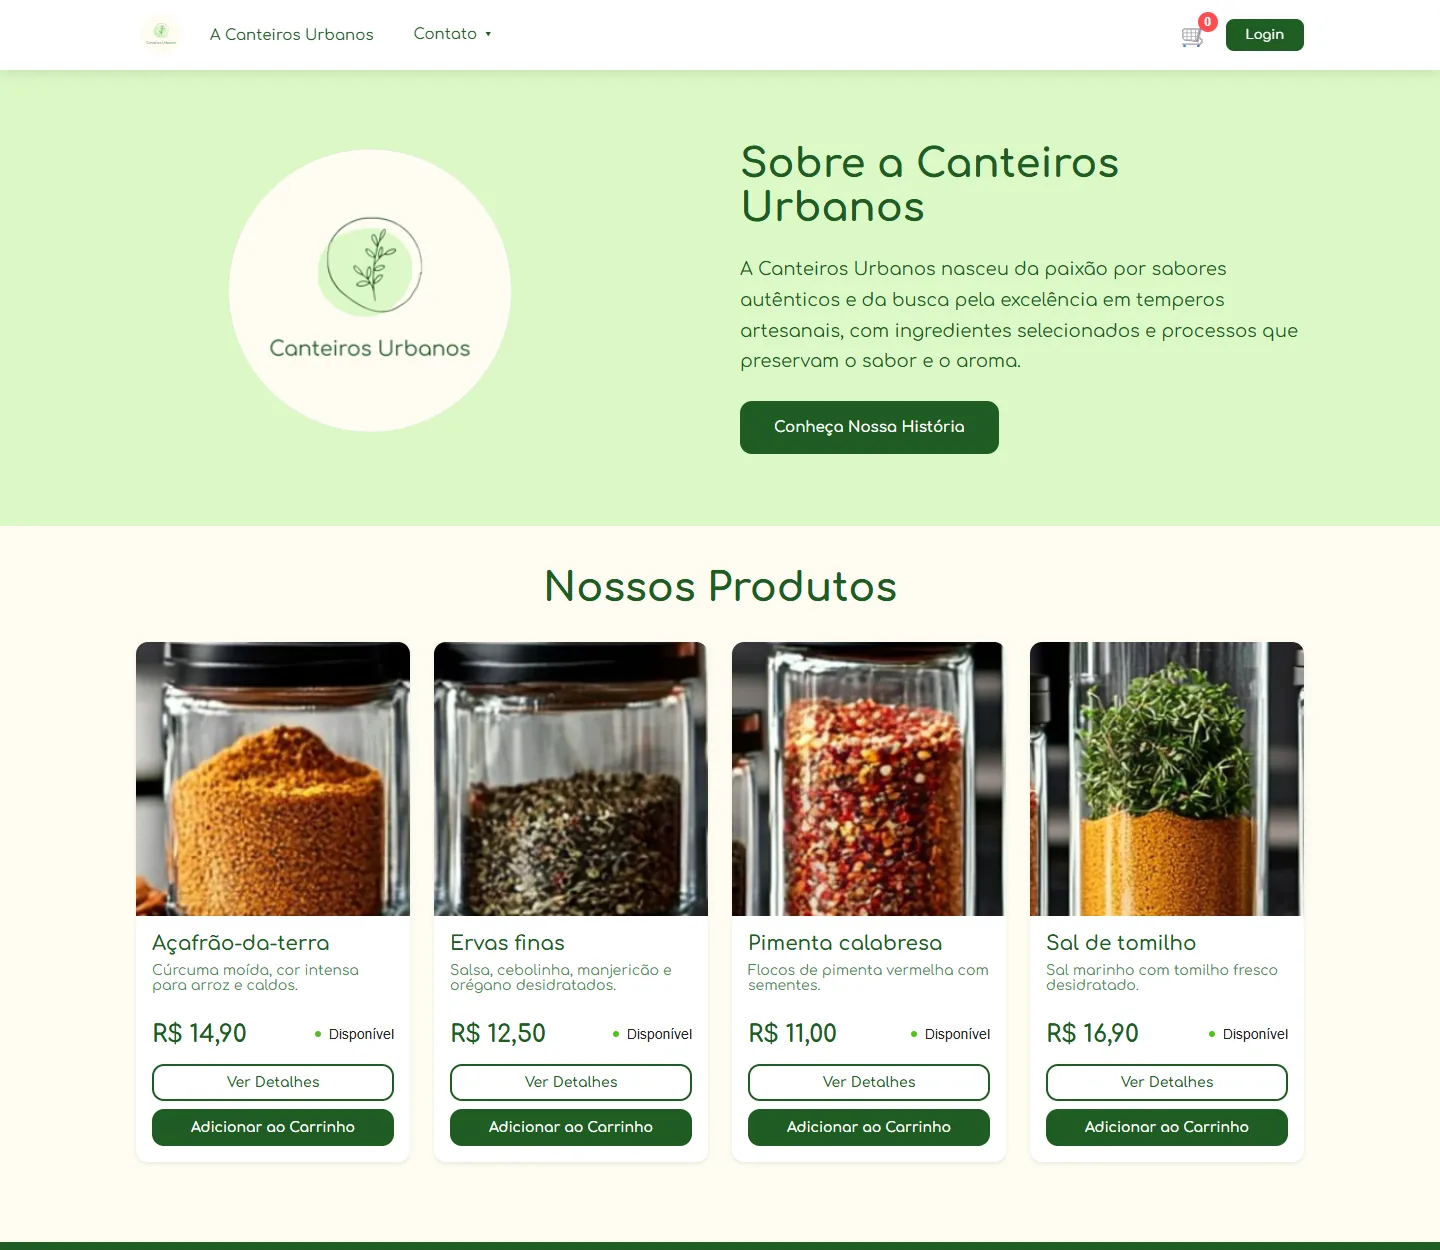 A Canteiros Urbanos
Contato
0
Login
Canteiros Urbanos
Sobre a Canteiros
Urbanos
A Canteiros Urbanos nasceu da paixão por sabores
autênticos e da busca pela excelência em temperos
artesanais, com ingredientes selecionados e processos que
preservam o sabor e o aroma.
Conheça Nossa História
Nossos Produtos
Açafrão-da-terra
Cúrcuma moída, cor intensa
para arroz e caldos.
R$ 14,90
Disponível
Ver Detalhes
Adicionar ao Carrinho
Ervas finas
Salsa, cebolinha, manjericão e
orégano desidratados.
R$ 12,50
Disponível
Ver Detalhes
Adicionar ao Carrinho
Pimenta calabresa
Flocos de pimenta vermelha com
sementes.
R$ 11,00
Disponível
Ver Detalhes
Adicionar ao Carrinho
Sal de tomilho
Sal marinho com tomilho fresco
desidratado.
R$ 16,90
Disponível
Ver Detalhes
Adicionar ao Carrinho